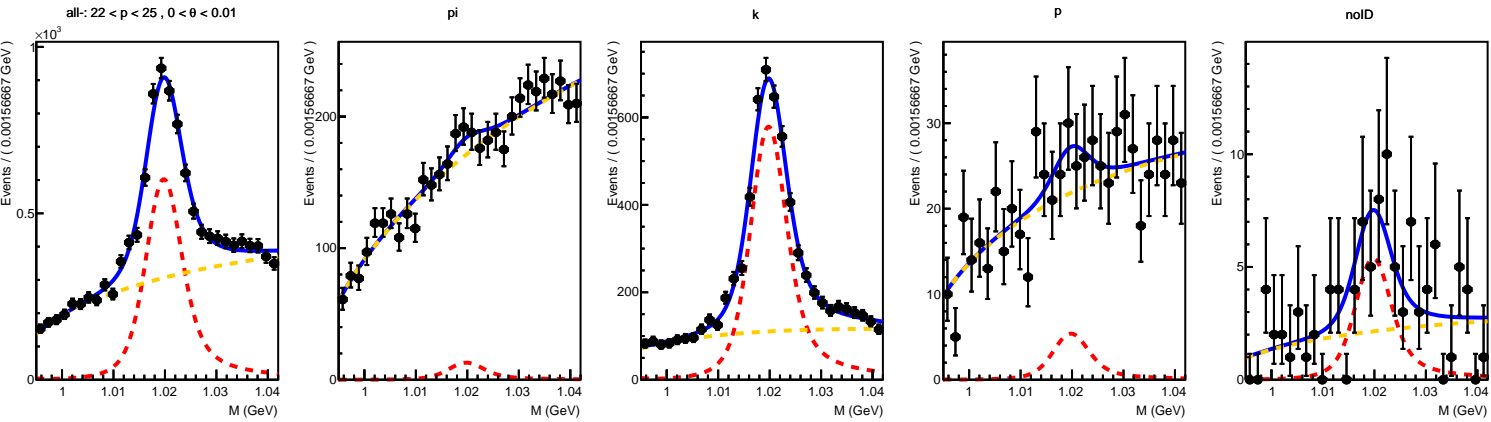 all-: 22 < p < 25 , 0 < θ < 0.01
×10³
Events / ( 0.00156667 GeV )
1
0.5
0
1 1.01 1.02 1.03 1.04
M (GeV)
pi
Events / ( 0.00156667 GeV )
200
100
0
1 1.01 1.02 1.03 1.04
M (GeV)
k
Events / ( 0.00156667 GeV )
600
400
200
0
1 1.01 1.02 1.03 1.04
M (GeV)
p
Events / ( 0.00156667 GeV )
30
20
10
0
1 1.01 1.02 1.03 1.04
M (GeV)
noID
Events / ( 0.00156667 GeV )
10
5
0
1 1.01 1.02 1.03 1.04
M (GeV)